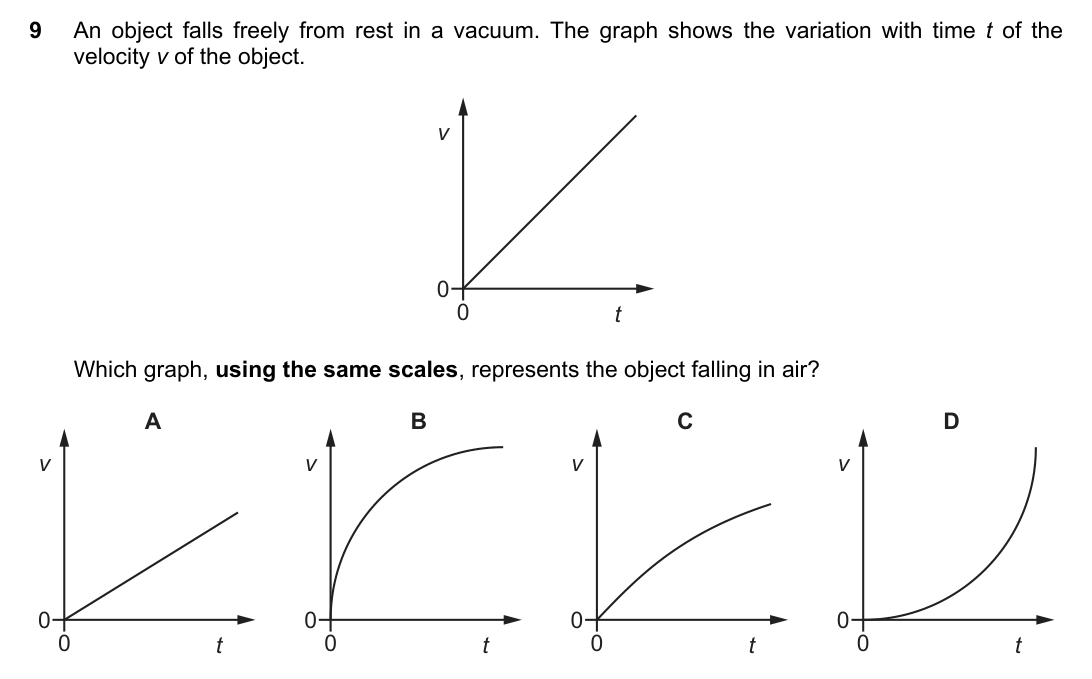 9 An object falls freely from rest in a vacuum. The graph shows the variation with time t of the
velocity v of the object.
v
0
0
t
Which graph, using the same scales, represents the object falling in air?
A
B
C
D
v
v
v
v
0
0
0
0
0
t
0
t
0
t
0
t